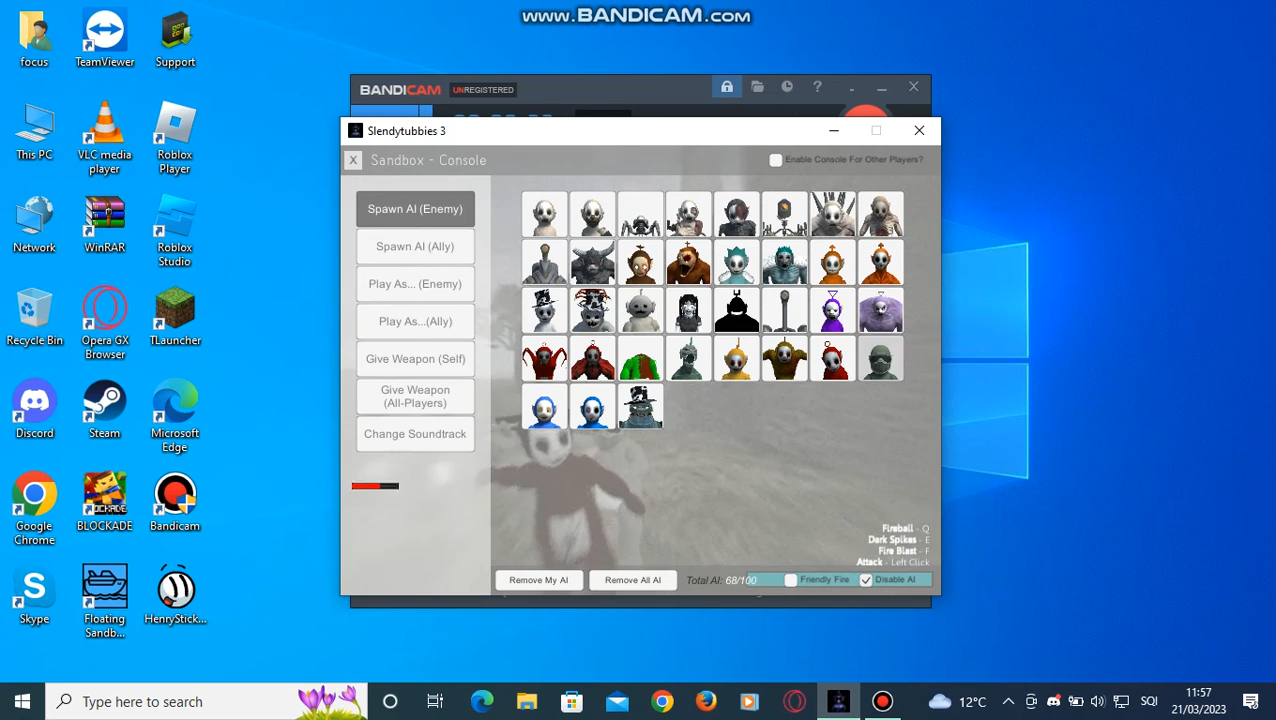 www.BANDICAM.com
focus
TeamViewer
Support
This PC
VLC media player
Roblox Player
Network
WinRAR
Roblox Studio
Recycle Bin
Opera GX Browser
TLauncher
Discord
Steam
Microsoft Edge
Google Chrome
BLOCKADE
Bandicam
Skype
Floating Sandb...
HenryStick...
BANDICAM UNREGISTERED
Slendytubbies 3
X Sandbox - Console
Enable Console For Other Players?
Spawn AI (Enemy)
Spawn AI (Ally)
Play As... (Enemy)
Play As...(Ally)
Give Weapon (Self)
Give Weapon
(All-Players)
Change Soundtrack
Fireball - Q
Dark Spikes - E
Fire Blast - F
Attack - Left Click
Remove My AI
Remove All AI
Total AI: 68/100
Friendly Fire
Disable AI
Type here to search
12°C
SQI
11:57
21/03/2023